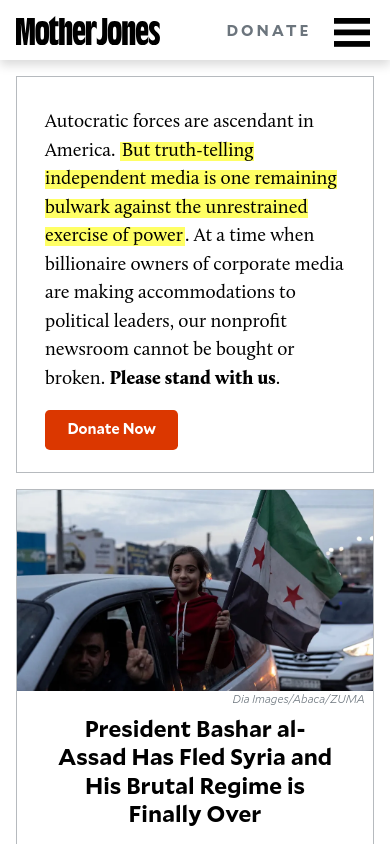 Mother Jones
DONATE
Autocratic forces are ascendant in
America. But truth-telling
independent media is one remaining
bulwark against the unrestrained
exercise of power. At a time when
billionaire owners of corporate media
are making accommodations to
political leaders, our nonprofit
newsroom cannot be bought or
broken. Please stand with us.
Donate Now
Dia Images/Abaca/ZUMA
President Bashar al-
Assad Has Fled Syria and
His Brutal Regime is
Finally Over